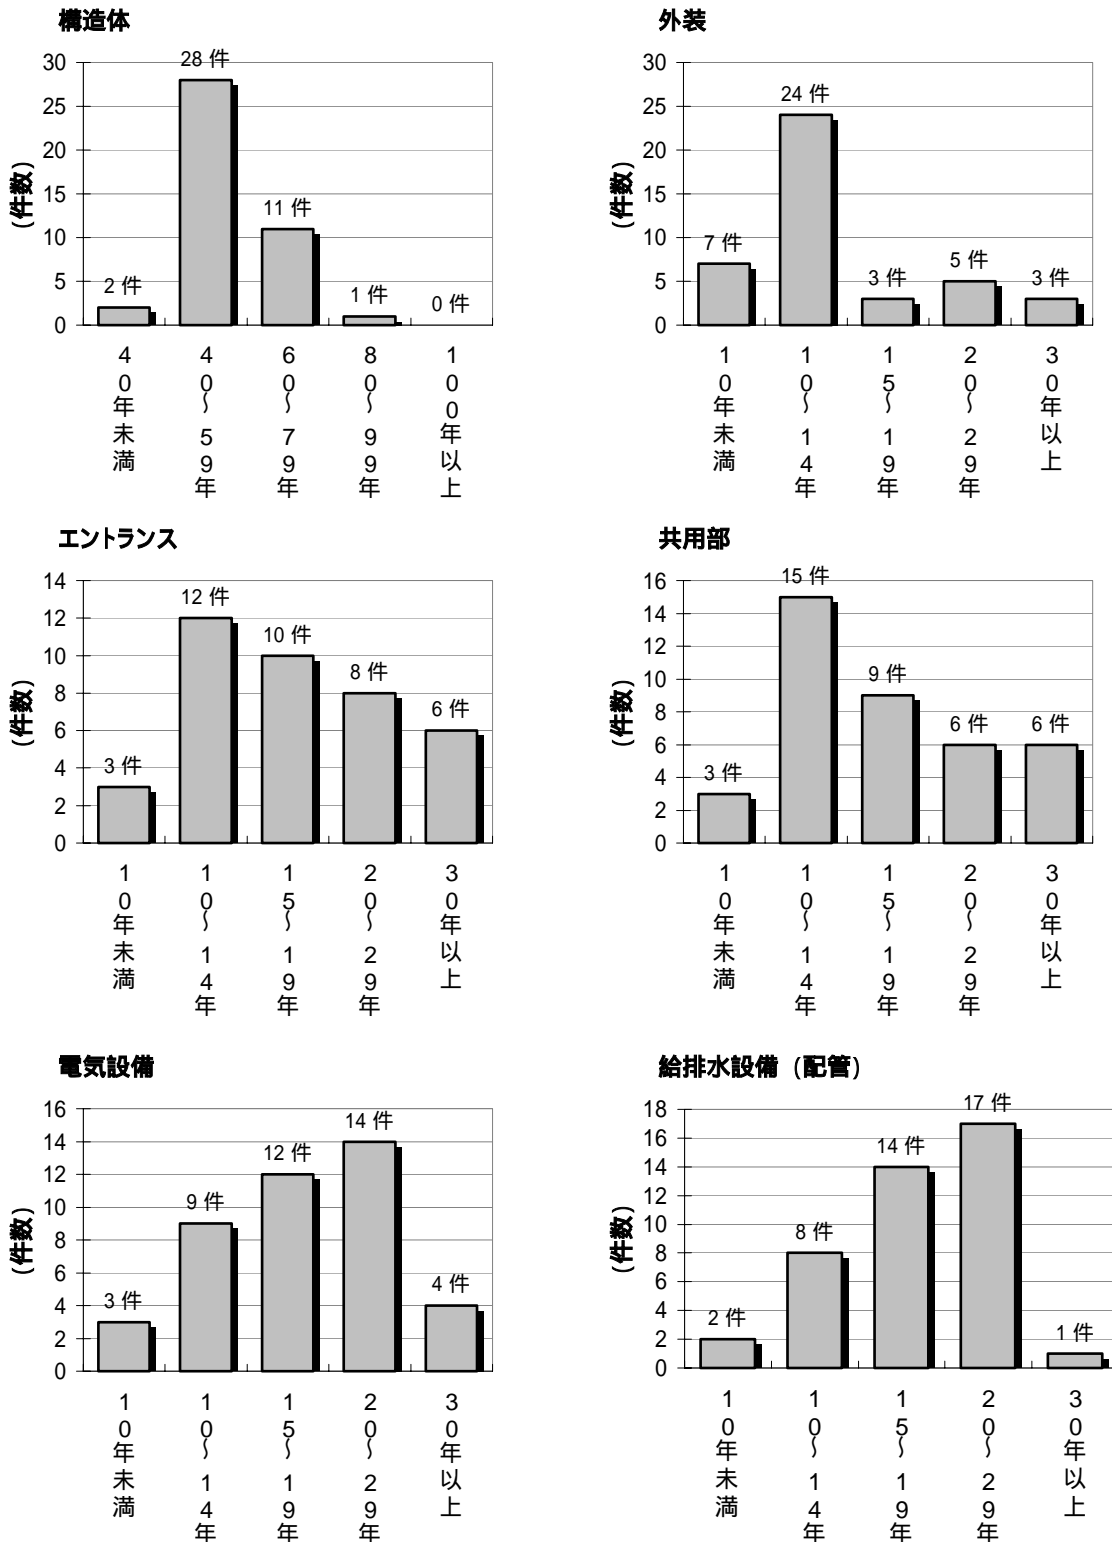 構造体
(件数)
30
25
20
15
10
5
0
2 件
28 件
11 件
1 件
0 件
40年未満
40～59年
60～79年
80～99年
100年以上
外装
(件数)
30
25
20
15
10
5
0
7 件
24 件
3 件
5 件
3 件
10年未満
10～14年
15～19年
20～29年
30年以上
エントランス
(件数)
14
12
10
8
6
4
2
0
3 件
12 件
10 件
8 件
6 件
10年未満
10～14年
15～19年
20～29年
30年以上
共用部
(件数)
16
14
12
10
8
6
4
2
0
3 件
15 件
9 件
6 件
6 件
10年未満
10～14年
15～19年
20～29年
30年以上
電気設備
(件数)
16
14
12
10
8
6
4
2
0
3 件
9 件
12 件
14 件
4 件
10年未満
10～14年
15～19年
20～29年
30年以上
給排水設備 (配管)
(件数)
18
16
14
12
10
8
6
4
2
0
2 件
8 件
14 件
17 件
1 件
10年未満
10～14年
15～19年
20～29年
30年以上